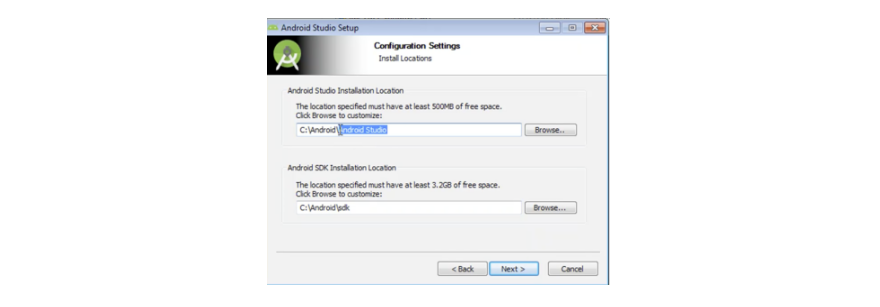 Android Studio Setup
Configuration Settings
Install Locations
Android Studio Installation Location
The location specified must have at least 500MB of free space.
Click Browse to customize:
C:\Android\Android Studio
Browse...
Android SDK Installation Location
The location specified must have at least 3.2GB of free space.
Click Browse to customize:
C:\Android\sdk
Browse...
< Back Next > Cancel